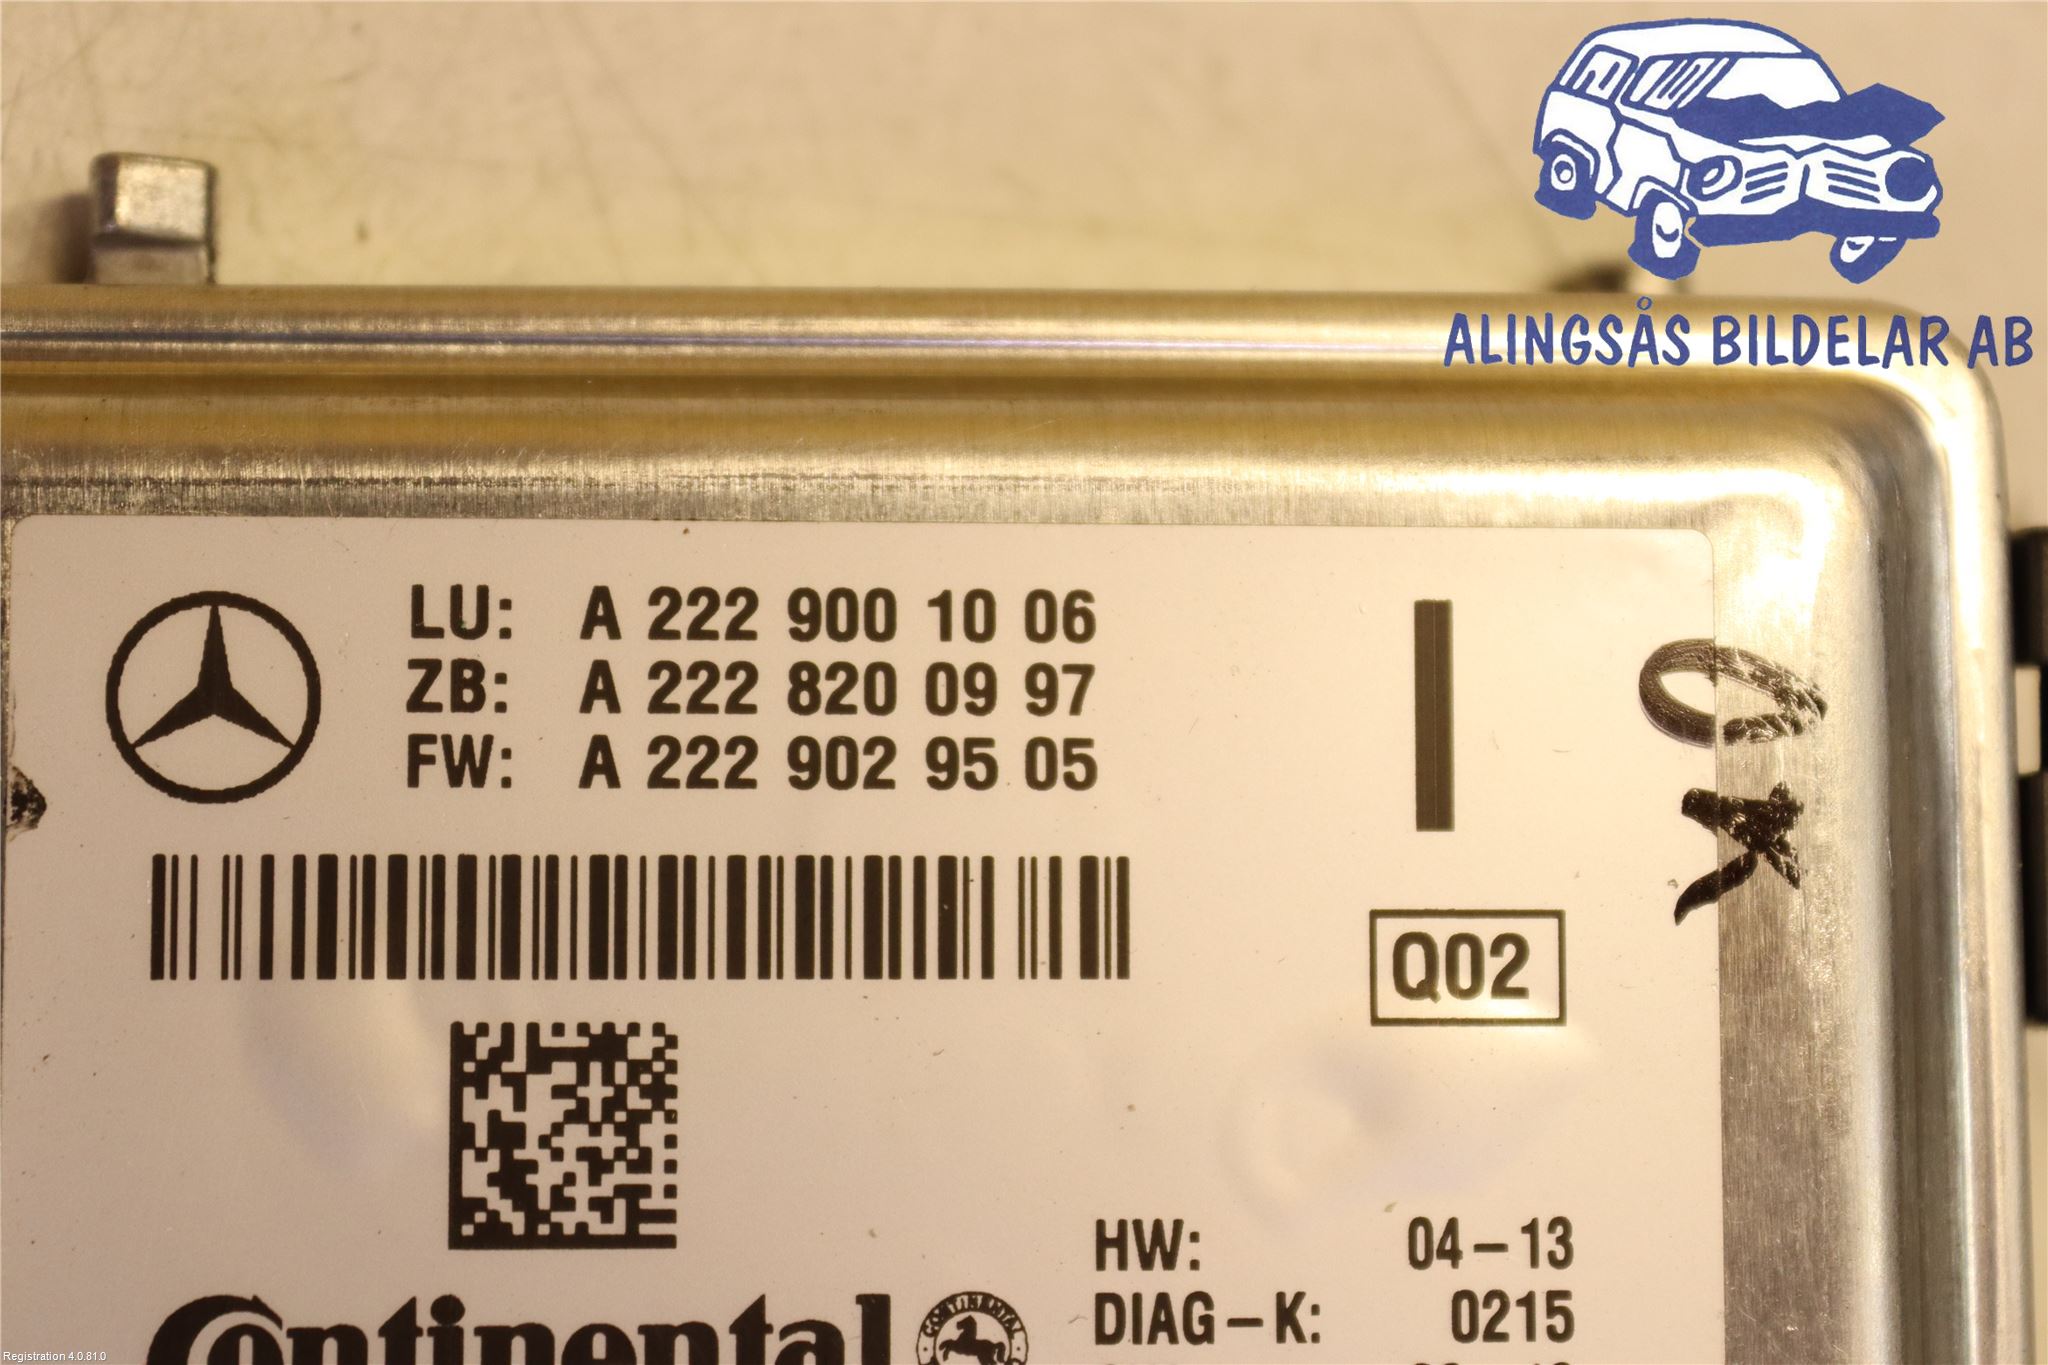 ALINGSÅS BILDELAR AB
LU: A 222 900 10 06
ZB: A 222 820 09 97
FW: A 222 902 95 05
I
OK
Q02
HW: 04-13
DIAG-K: 0215
Continental
CONTINENTAL
Registration 4.0.81.0